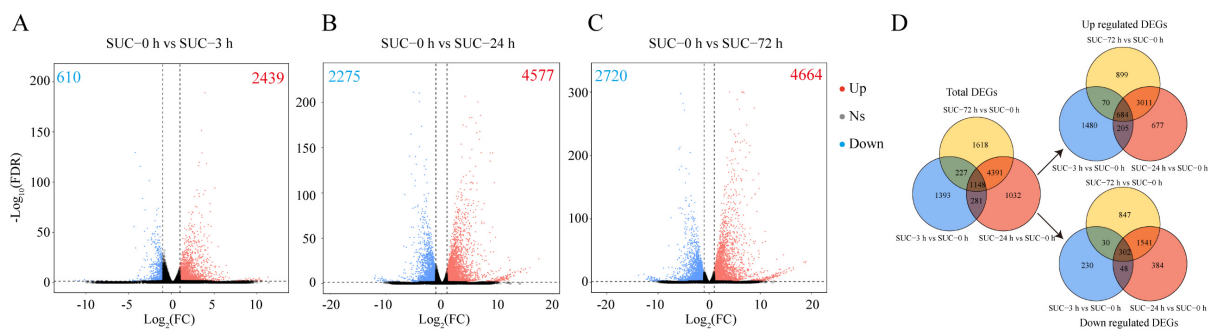 A
B
C
D
SUC−0 h vs SUC−3 h
SUC−0 h vs SUC−24 h
SUC−0 h vs SUC−72 h
610
2439
2275
4577
2720
4664
-Log10(FDR)
200
150
100
50
0
200
150
100
50
0
300
200
150
100
50
0
-10
-5
0
5
10
-20
-10
0
10
20
-20
-10
0
10
20
Log2(FC)
Log2(FC)
Log2(FC)
Up
Ns
Down
Total DEGs
SUC−72 h vs SUC−0 h
1618
227
4391
1148
1393
281
1032
SUC−3 h vs SUC−0 h
SUC−24 h vs SUC−0 h
Up regulated DEGs
SUC−72 h vs SUC−0 h
899
70
3011
684
1480
205
677
SUC−3 h vs SUC−0 h
SUC−24 h vs SUC−0 h
SUC−72 h vs SUC−0 h
847
30
1541
302
230
48
384
SUC−3 h vs SUC−0 h
SUC−24 h vs SUC−0 h
Down regulated DEGs